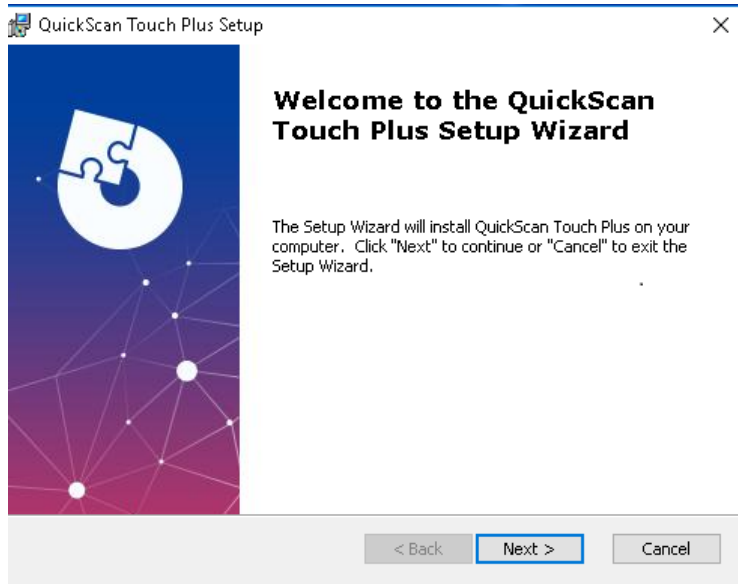 QuickScan Touch Plus Setup
Welcome to the QuickScan
Touch Plus Setup Wizard
The Setup Wizard will install QuickScan Touch Plus on your
computer. Click "Next" to continue or "Cancel" to exit the
Setup Wizard.
< Back
Next >
Cancel